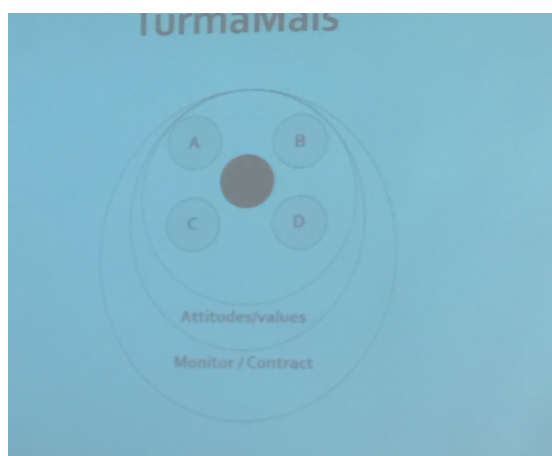 TurmaMais
A B
C D
Attitudes/values
Monitor / Contract